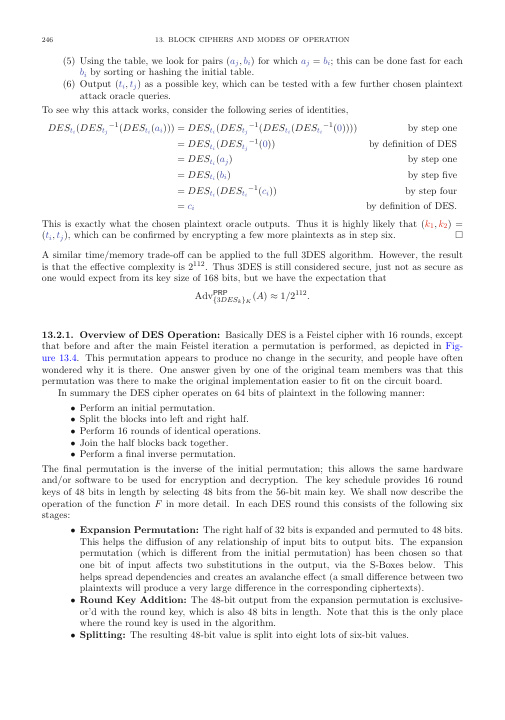 246 13. BLOCK CIPHERS AND MODES OF OPERATION
(5) Using the table, we look for pairs (a_j, b_i) for which a_j = b_i; this can be done fast for each
b_i by sorting or hashing the initial table.
(6) Output (t_i, t_j) as a possible key, which can be tested with a few further chosen plaintext
attack oracle queries.
To see why this attack works, consider the following series of identities,
DES_{t_i}(DES_{t_j}^{-1}(DES_{t_i}(a_i))) = DES_{t_i}(DES_{t_j}^{-1}(DES_{t_i}(DES_{t_i}^{-1}(0)))) by step one
= DES_{t_i}(DES_{t_j}^{-1}(0)) by definition of DES
= DES_{t_i}(a_j) by step one
= DES_{t_i}(b_i) by step five
= DES_{t_i}(DES_{t_i}^{-1}(c_i)) by step four
= c_i by definition of DES.
This is exactly what the chosen plaintext oracle outputs. Thus it is highly likely that (k_1, k_2) =
(t_i, t_j), which can be confirmed by encrypting a few more plaintexts as in step six. □
A similar time/memory trade-off can be applied to the full 3DES algorithm. However, the result
is that the effective complexity is 2^{112}. Thus 3DES is still considered secure, just not as secure as
one would expect from its key size of 168 bits, but we have the expectation that
Adv^{PRP}_{\{3DES_k\}_K}(A) ≈ 1/2^{112}.
13.2.1. Overview of DES Operation: Basically DES is a Feistel cipher with 16 rounds, except
that before and after the main Feistel iteration a permutation is performed, as depicted in Fig-
ure 13.4. This permutation appears to produce no change in the security, and people have often
wondered why it is there. One answer given by one of the original team members was that this
permutation was there to make the original implementation easier to fit on the circuit board.
In summary the DES cipher operates on 64 bits of plaintext in the following manner:
• Perform an initial permutation.
• Split the blocks into left and right half.
• Perform 16 rounds of identical operations.
• Join the half blocks back together.
• Perform a final inverse permutation.
The final permutation is the inverse of the initial permutation; this allows the same hardware
and/or software to be used for encryption and decryption. The key schedule provides 16 round
keys of 48 bits in length by selecting 48 bits from the 56-bit main key. We shall now describe the
operation of the function F in more detail. In each DES round this consists of the following six
stages:
• Expansion Permutation: The right half of 32 bits is expanded and permuted to 48 bits.
This helps the diffusion of any relationship of input bits to output bits. The expansion
permutation (which is different from the initial permutation) has been chosen so that
one bit of input affects two substitutions in the output, via the S-Boxes below. This
helps spread dependencies and creates an avalanche effect (a small difference between two
plaintexts will produce a very large difference in the corresponding ciphertexts).
• Round Key Addition: The 48-bit output from the expansion permutation is exclusive-
or'd with the round key, which is also 48 bits in length. Note that this is the only place
where the round key is used in the algorithm.
• Splitting: The resulting 48-bit value is split into eight lots of six-bit values.